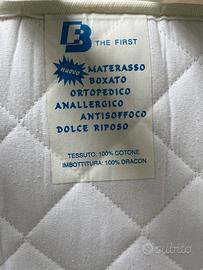 B THE FIRST
nuovo MATERASSO
BOXATO
ORTOPEDICO
ANALLERGICO
ANTISOFFOCO
DOLCE RIPOSO
TESSUTO: 100% COTONE
IMBOTTITURA: 100% DRACON
subito